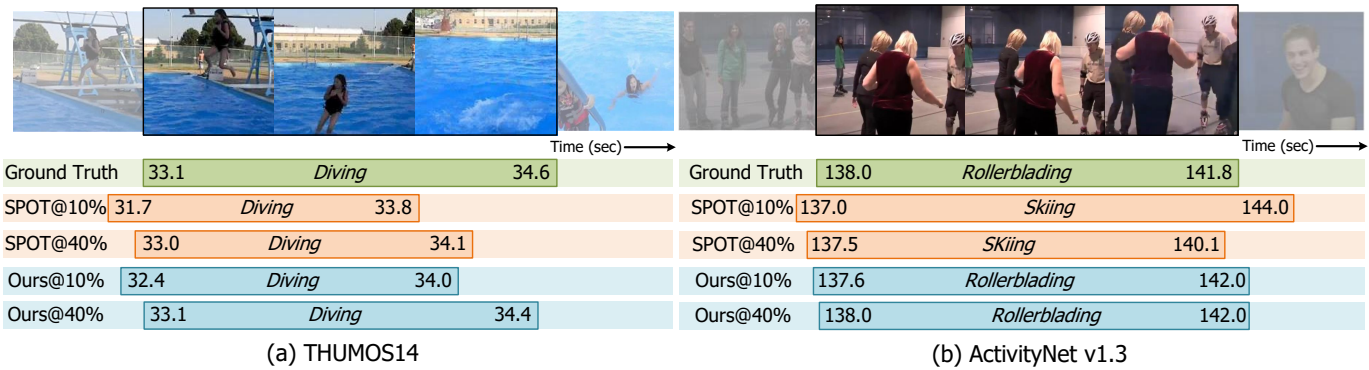 Time (sec)
Ground Truth 33.1 Diving 34.6
SPOT@10% 31.7 Diving 33.8
SPOT@40% 33.0 Diving 34.1
Ours@10% 32.4 Diving 34.0
Ours@40% 33.1 Diving 34.4
(a) THUMOS14
Time (sec)
Ground Truth 138.0 Rollerblading 141.8
SPOT@10% 137.0 Skiing 144.0
SPOT@40% 137.5 SKiing 140.1
Ours@10% 137.6 Rollerblading 142.0
Ours@40% 138.0 Rollerblading 142.0
(b) ActivityNet v1.3